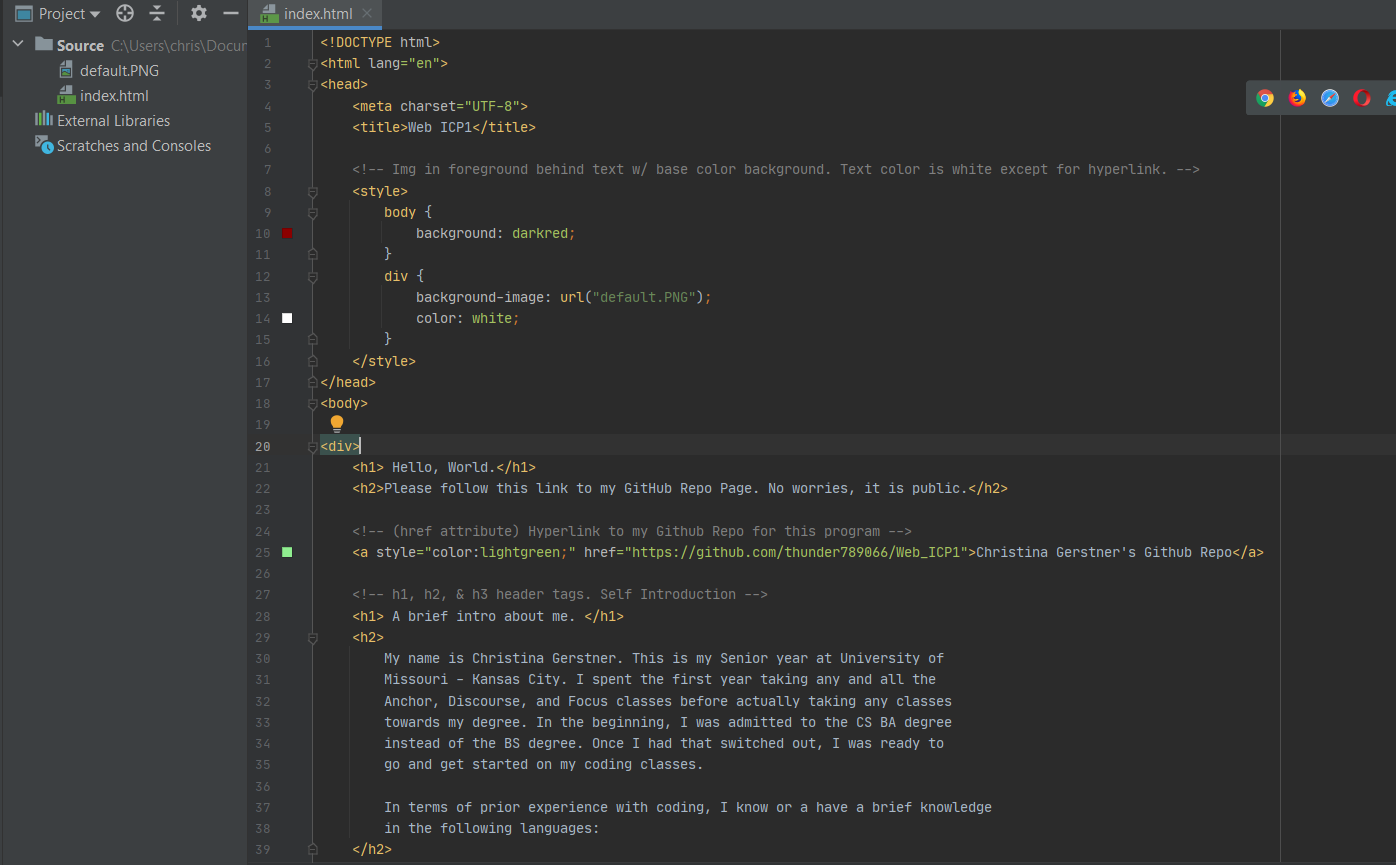 Project
index.html
Source C:\Users\chris\Docur
default.PNG
index.html
External Libraries
Scratches and Consoles
1 <!DOCTYPE html>
2 <html lang="en">
3 <head>
4 <meta charset="UTF-8">
5 <title>Web ICP1</title>
6
7 <!-- Img in foreground behind text w/ base color background. Text color is white except for hyperlink. -->
8 <style>
9 body {
10 background: darkred;
11 }
12 div {
13 background-image: url("default.PNG");
14 color: white;
15 }
16 </style>
17 </head>
18 <body>
19
20 <div>
21 <h1> Hello, World.</h1>
22 <h2>Please follow this link to my GitHub Repo Page. No worries, it is public.</h2>
23
24 <!-- (href attribute) Hyperlink to my Github Repo for this program -->
25 <a style="color:lightgreen;" href="https://github.com/thunder789066/Web_ICP1">Christina Gerstner's Github Repo</a>
26
27 <!-- h1, h2, & h3 header tags. Self Introduction -->
28 <h1> A brief intro about me. </h1>
29 <h2>
30 My name is Christina Gerstner. This is my Senior year at University of
31 Missouri - Kansas City. I spent the first year taking any and all the
32 Anchor, Discourse, and Focus classes before actually taking any classes
33 towards my degree. In the beginning, I was admitted to the CS BA degree
34 instead of the BS degree. Once I had that switched out, I was ready to
35 go and get started on my coding classes.
36
37 In terms of prior experience with coding, I know or a have a brief knowledge
38 in the following languages:
39 </h2>